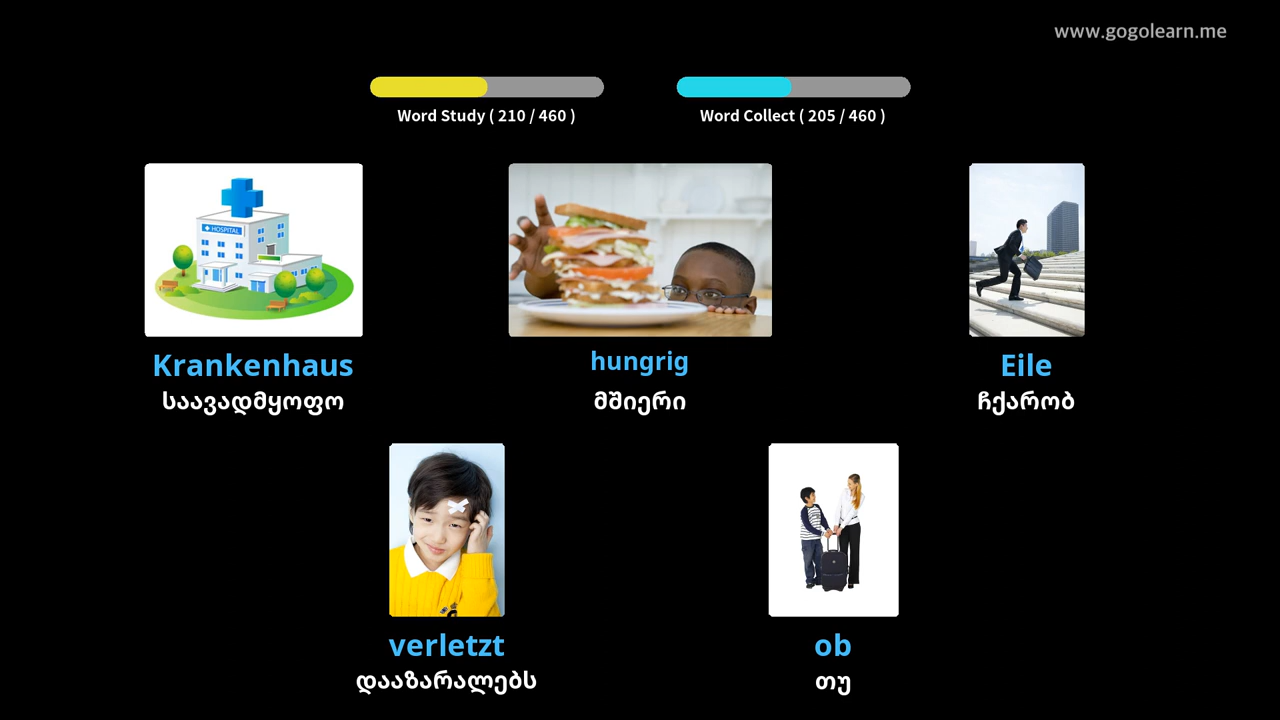 www.gogolearn.me
Word Study ( 210 / 460 )
Word Collect ( 205 / 460 )
HOSPITAL
Krankenhaus
საავადმყოფო
hungrig
მშიერი
Eile
ჩქარობ
verletzt
დააზარალებს
ob
თუ